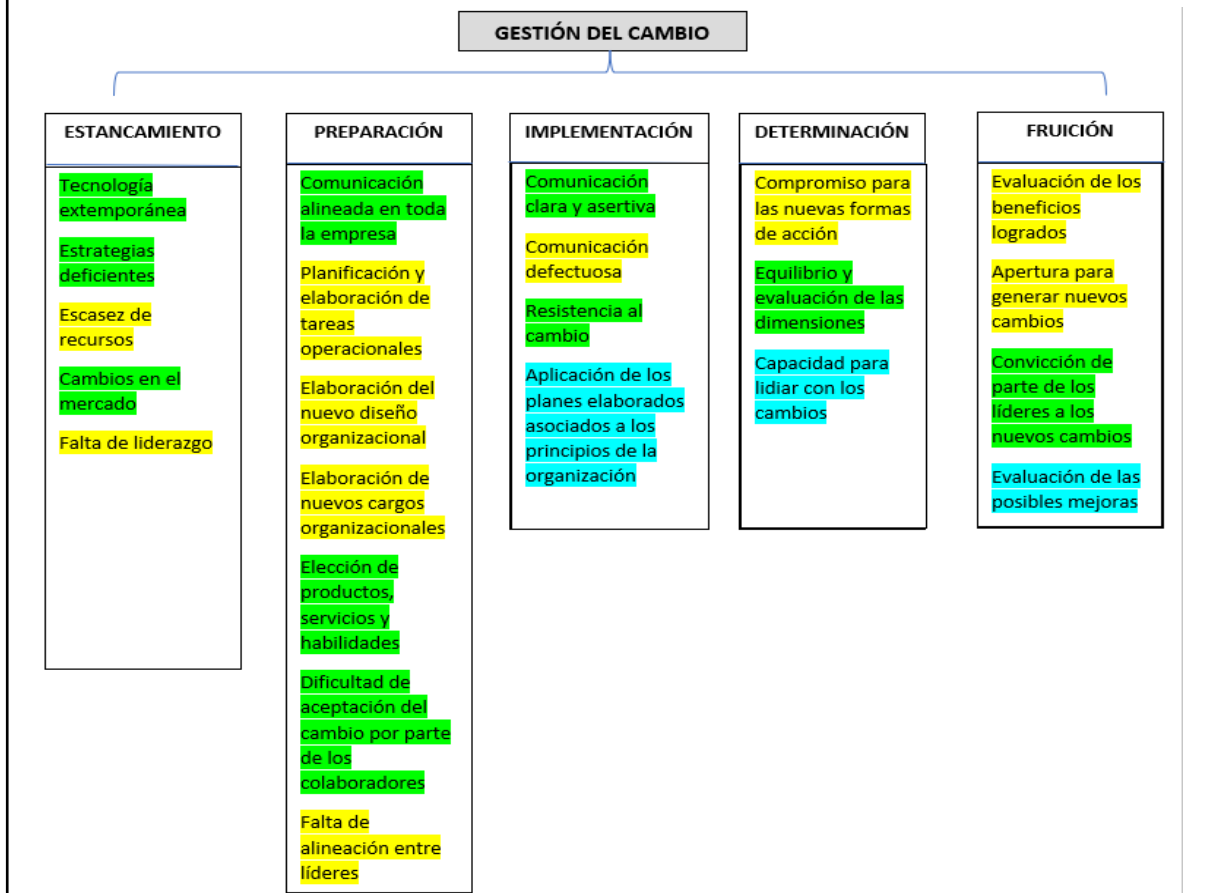 GESTIÓN DEL CAMBIO
ESTANCAMIENTO
Tecnología
extemporánea
Estrategias
deficientes
Escasez de
recursos
Cambios en el
mercado
Falta de liderazgo
PREPARACIÓN
Comunicación
alineada en toda
la empresa
Planificación y
elaboración de
tareas
operacionales
Elaboración del
nuevo diseño
organizacional
Elaboración de
nuevos cargos
organizacionales
Elección de
productos,
servicios y
habilidades
Dificultad de
aceptación del
cambio por parte
de los
colaboradores
Falta de
alineación entre
líderes
IMPLEMENTACIÓN
Comunicación
clara y asertiva
Comunicación
defectuosa
Resistencia al
cambio
Aplicación de los
planes elaborados
asociados a los
principios de la
organización
DETERMINACIÓN
Compromiso para
las nuevas formas
de acción
Equilibrio y
evaluación de las
dimensiones
Capacidad para
lidiar con los
cambios
FRUICIÓN
Evaluación de los
beneficios
logrados
Apertura para
generar nuevos
cambios
Convicción de
parte de los
líderes a los
nuevos cambios
Evaluación de las
posibles mejoras